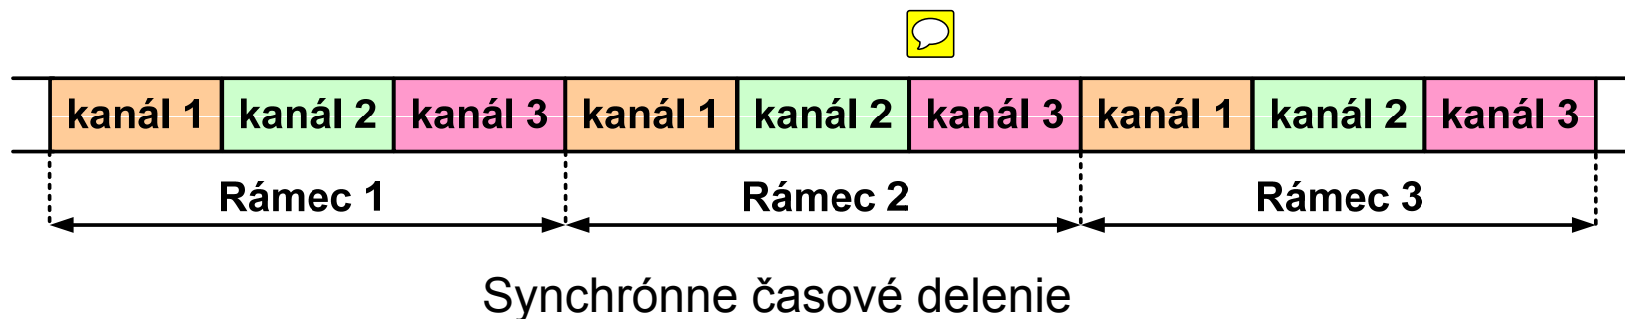 kanál 1 kanál 2 kanál 3 kanál 1 kanál 2 kanál 3 kanál 1 kanál 2 kanál 3
Rámec 1 Rámec 2 Rámec 3
Synchrónne časové delenie